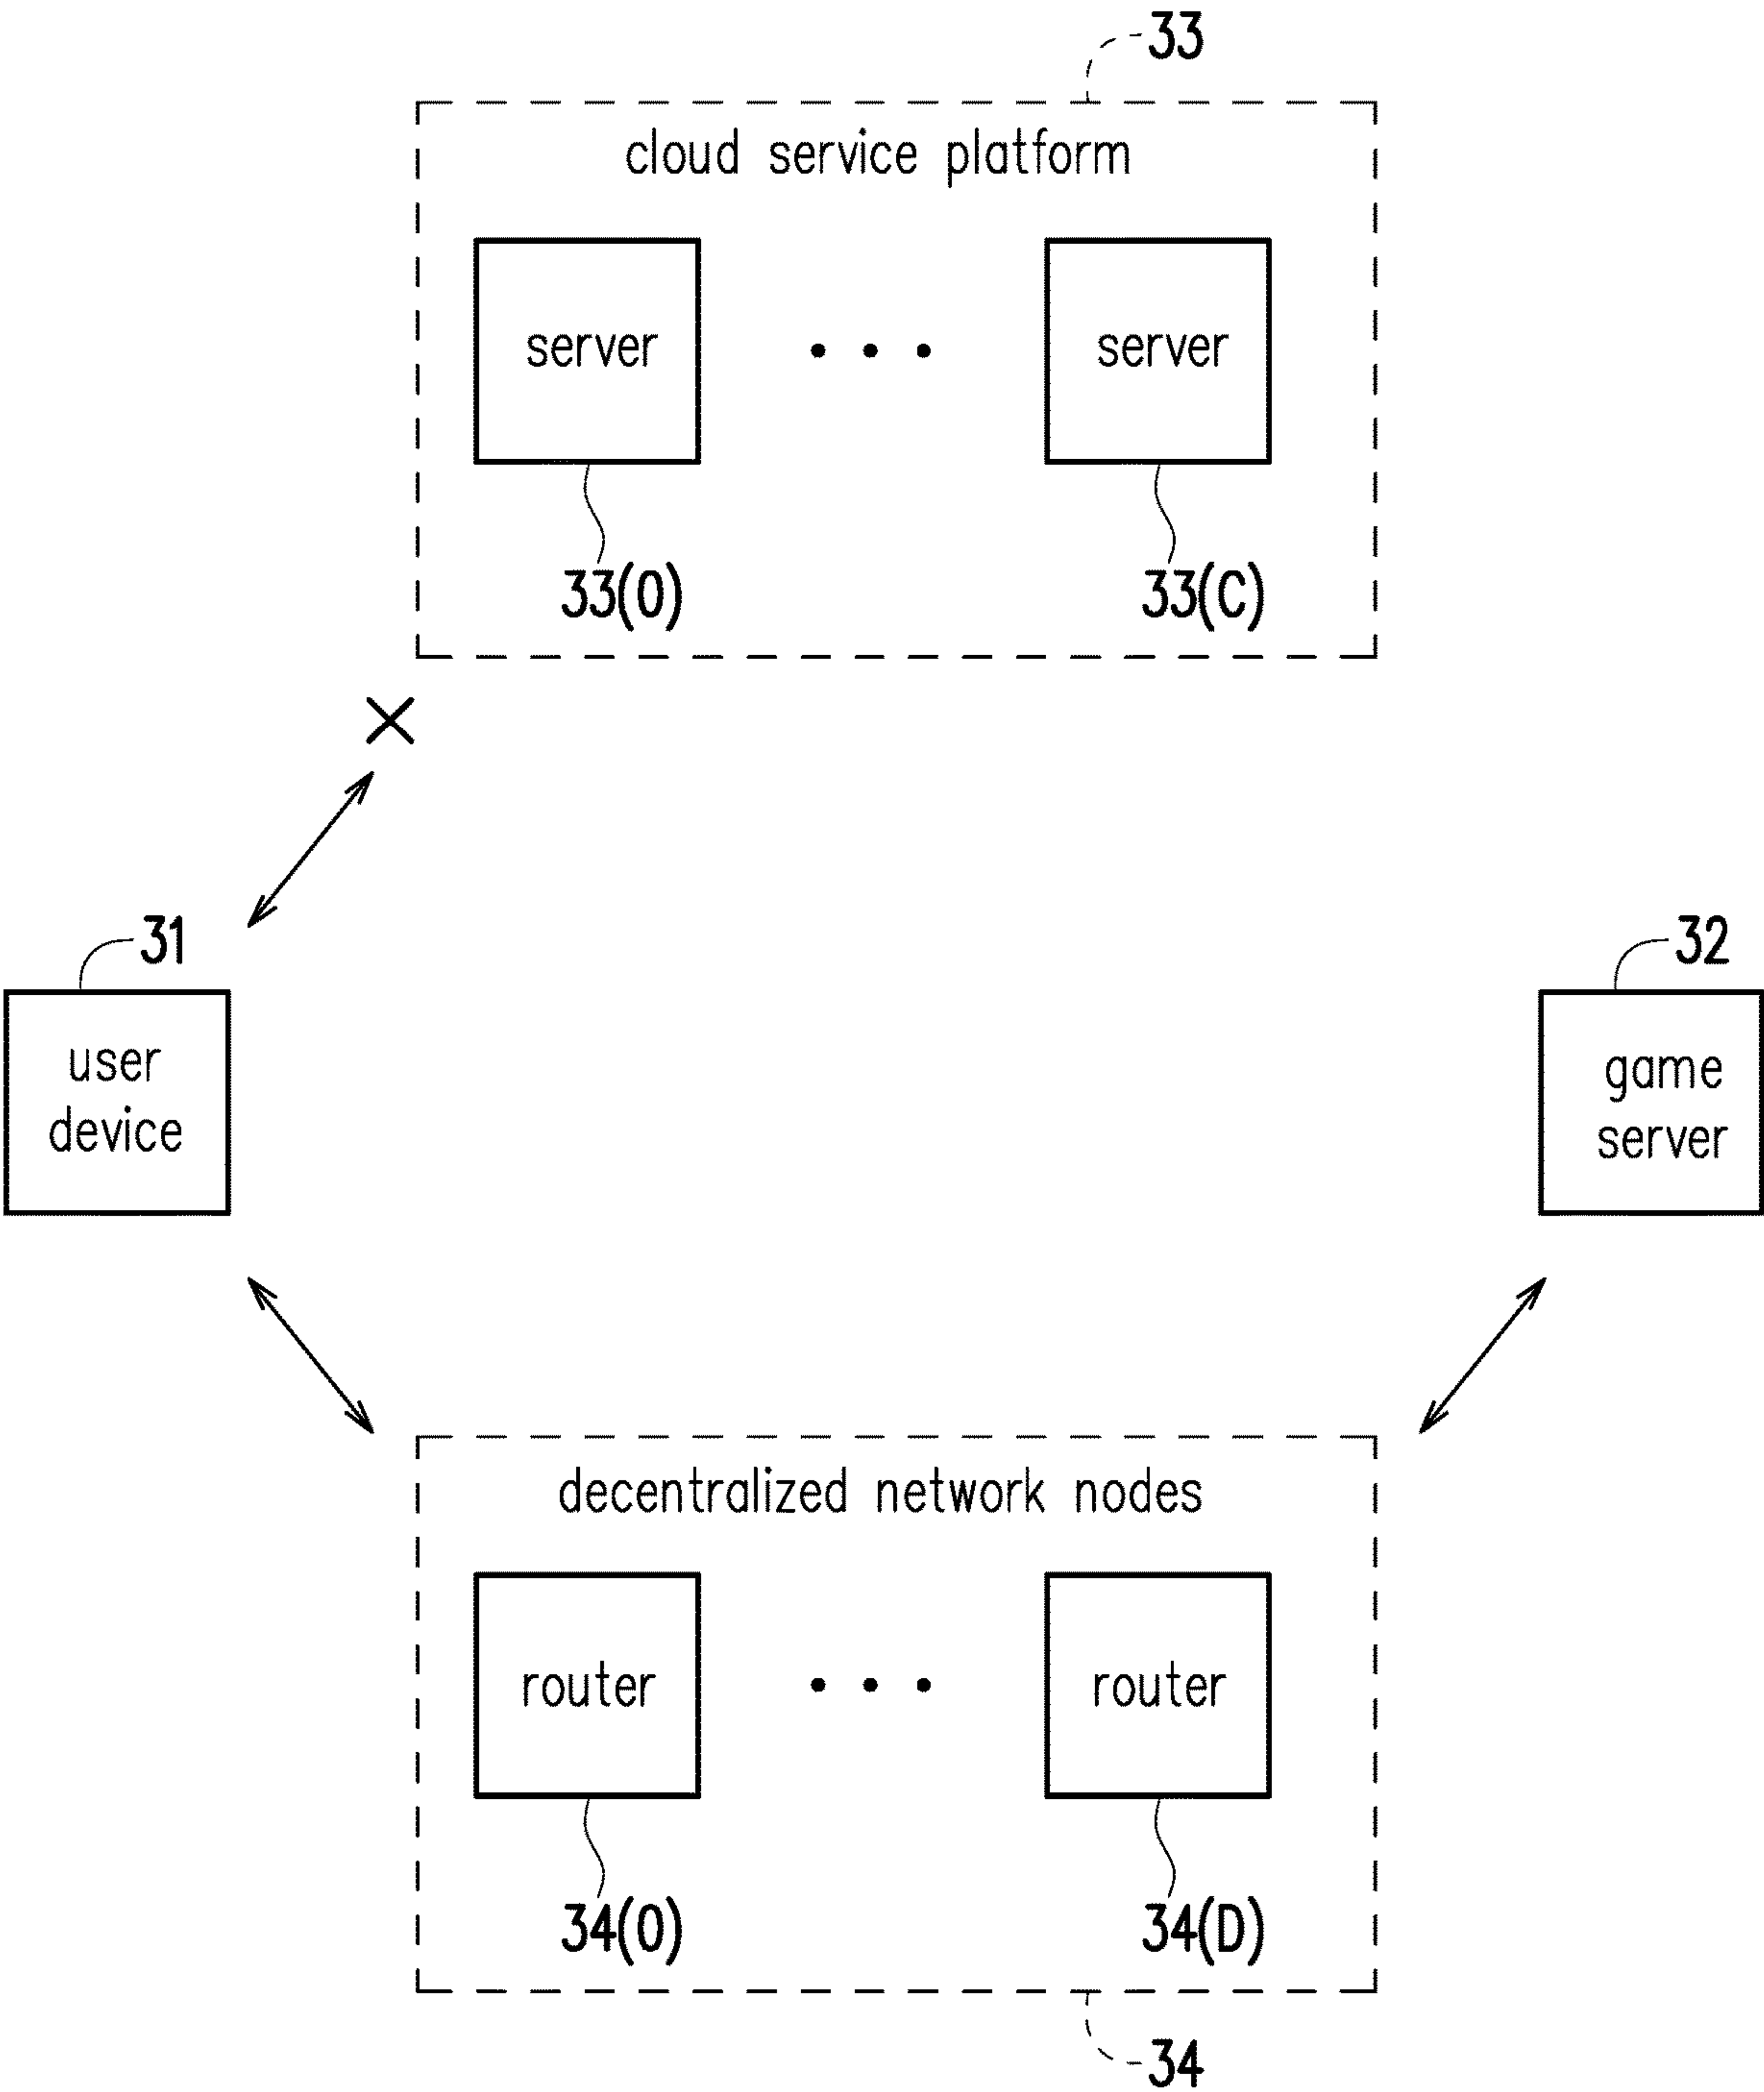 33
cloud service platform
server
server
33(0)
33(C)
31
32
user
device
game
server
decentralized network nodes
router
router
34(0)
34(D)
34